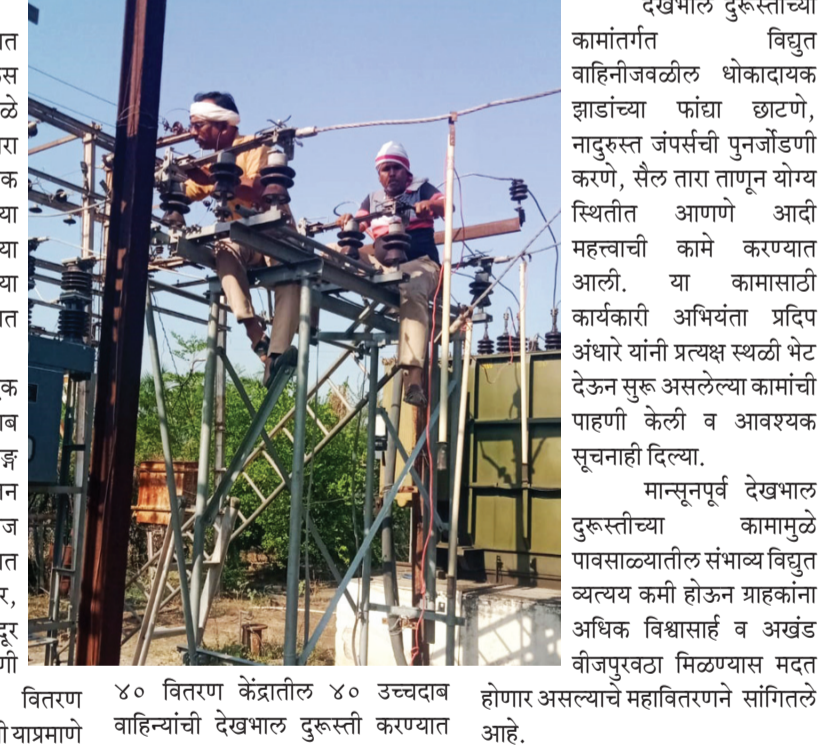 वितरण
याप्रमाणे
४० वितरण केंद्रातील ४० उच्चदाब
वाहिन्यांची देखभाल दुरूस्ती करण्यात
देखभाल दुरूस्तीच्या
कामांतर्गत विद्युत
वाहिनीजवळील धोकादायक
झाडांच्या फांद्या छाटणे,
नादुरुस्त जंपर्सची पुनर्जोडणी
करणे, सैल तारा ताणून योग्य
स्थितीत आणणे आदी
महत्त्वाची कामे करण्यात
आली. या कामासाठी
कार्यकारी अभियंता प्रदिप
अंधारे यांनी प्रत्यक्ष स्थळी भेट
देऊन सुरू असलेल्या कामांची
पाहणी केली व आवश्यक
सूचनाही दिल्या.
मान्सूनपूर्व देखभाल
दुरूस्तीच्या कामामुळे
पावसाळ्यातील संभाव्य विद्युत
व्यत्यय कमी होऊन ग्राहकांना
अधिक विश्वासार्ह व अखंड
वीजपुरवठा मिळण्यास मदत
होणार असल्याचे महावितरणने सांगितले
आहे.